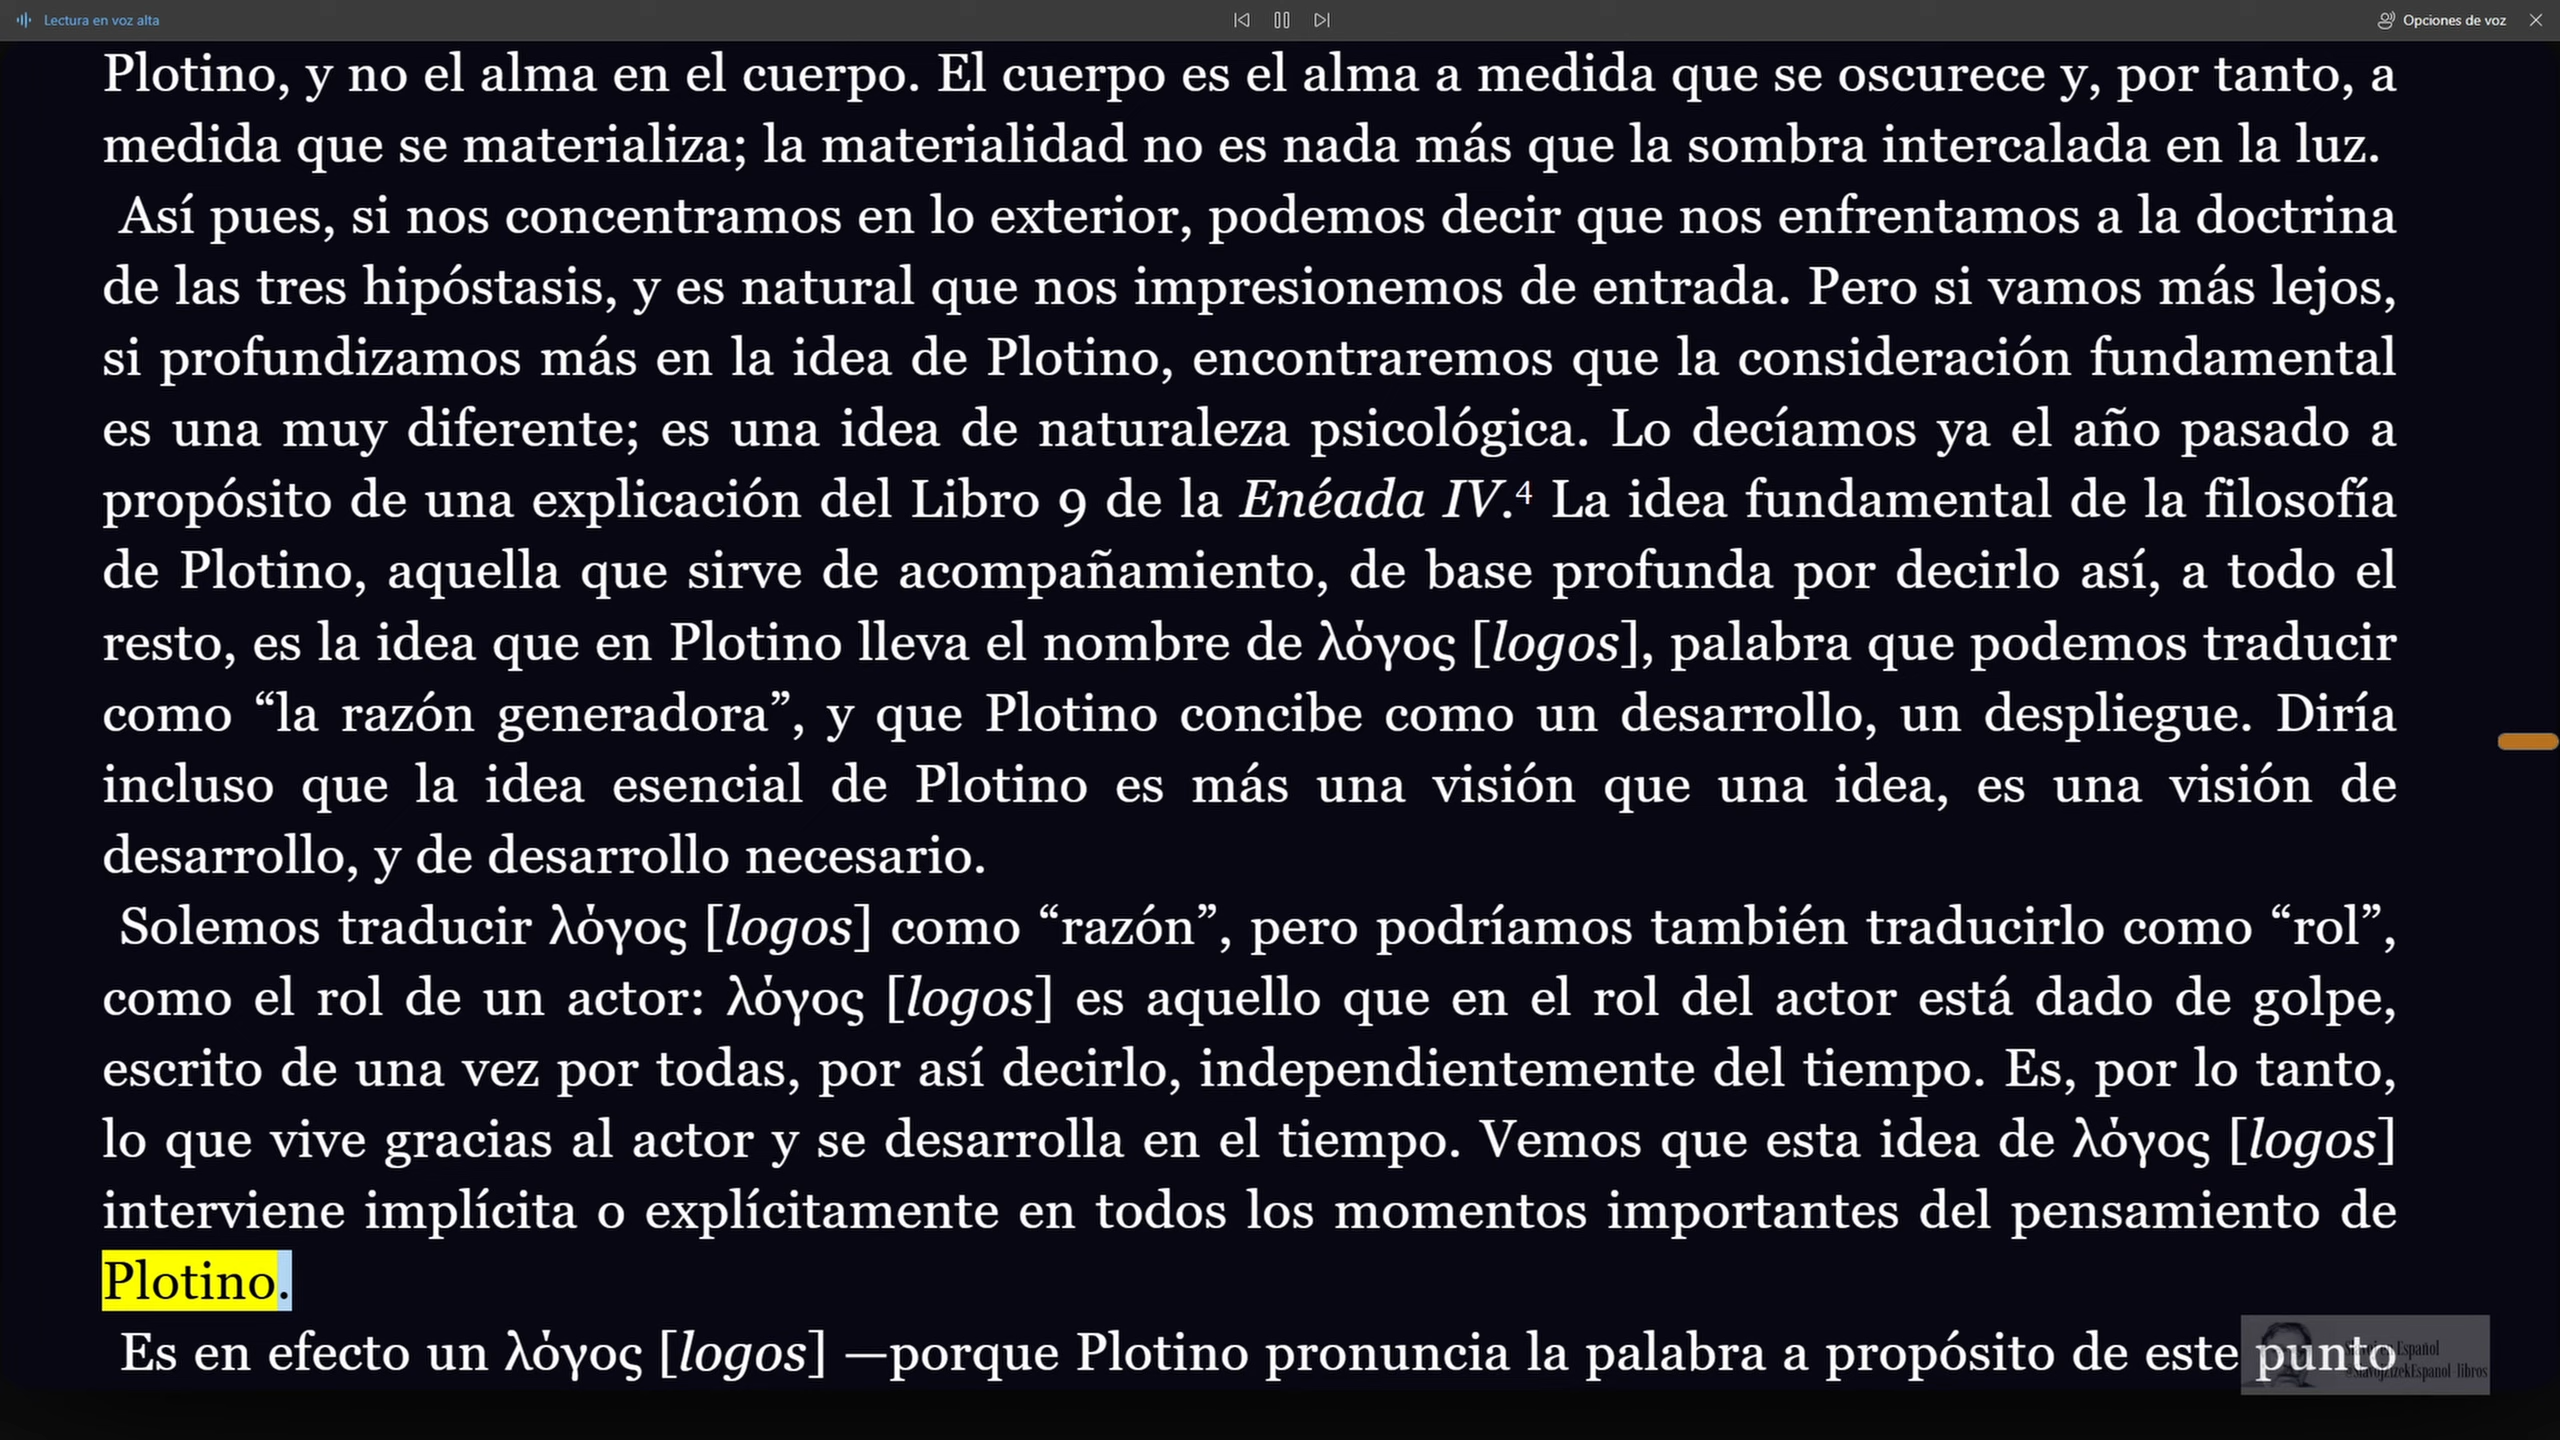 Lectura en voz alta
Opciones de voz
Plotino, y no el alma en el cuerpo. El cuerpo es el alma a medida que se oscurece y, por tanto, a
medida que se materializa; la materialidad no es nada más que la sombra intercalada en la luz.
Así pues, si nos concentramos en lo exterior, podemos decir que nos enfrentamos a la doctrina
de las tres hipóstasis, y es natural que nos impresionemos de entrada. Pero si vamos más lejos,
si profundizamos más en la idea de Plotino, encontraremos que la consideración fundamental
es una muy diferente; es una idea de naturaleza psicológica. Lo decíamos ya el año pasado a
propósito de una explicación del Libro 9 de la Enéada IV.⁴ La idea fundamental de la filosofía
de Plotino, aquella que sirve de acompañamiento, de base profunda por decirlo así, a todo el
resto, es la idea que en Plotino lleva el nombre de λόγος [logos], palabra que podemos traducir
como “la razón generadora”, y que Plotino concibe como un desarrollo, un despliegue. Diría
incluso que la idea esencial de Plotino es más una visión que una idea, es una visión de
desarrollo, y de desarrollo necesario.
Solemos traducir λόγος [logos] como “razón”, pero podríamos también traducirlo como “rol”,
como el rol de un actor: λόγος [logos] es aquello que en el rol del actor está dado de golpe,
escrito de una vez por todas, por así decirlo, independientemente del tiempo. Es, por lo tanto,
lo que vive gracias al actor y se desarrolla en el tiempo. Vemos que esta idea de λόγος [logos]
interviene implícita o explícitamente en todos los momentos importantes del pensamiento de
Plotino.
Es en efecto un λόγος [logos] —porque Plotino pronuncia la palabra a propósito de este punto
Español